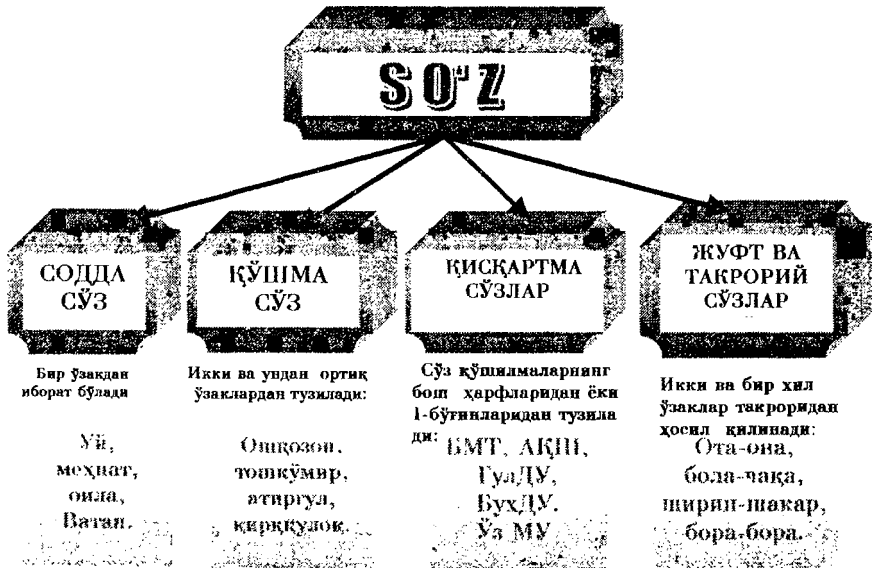 SO'Z
СОДДА
СЎЗ
Бир ўзакдан
иборат бўлади
Уй,
меҳнат,
оила,
Ватан.
ҚЎШМА
СЎЗ
Икки ва ундан ортиқ
ўзаклардан тузилади:
Ошқозон,
тошкўмир,
атиргул,
қирққулоқ.
ҚИСҚАРТМА
СЎЗЛАР
Сўз қўшилмаларнинг
бош ҳарфларидан ёки
1-бўғинларидан тузила
ди:
БМТ, АҚШ,
ГулДУ,
БухДУ.
Ўз МУ
ЖУФТ ВА
ТАКРОРИЙ
СЎЗЛАР
Икки ва бир хил
ўзаклар такроридан
ҳосил қилинади:
Ота-она,
бола-чақа,
ширин-шакар,
бора-бора.